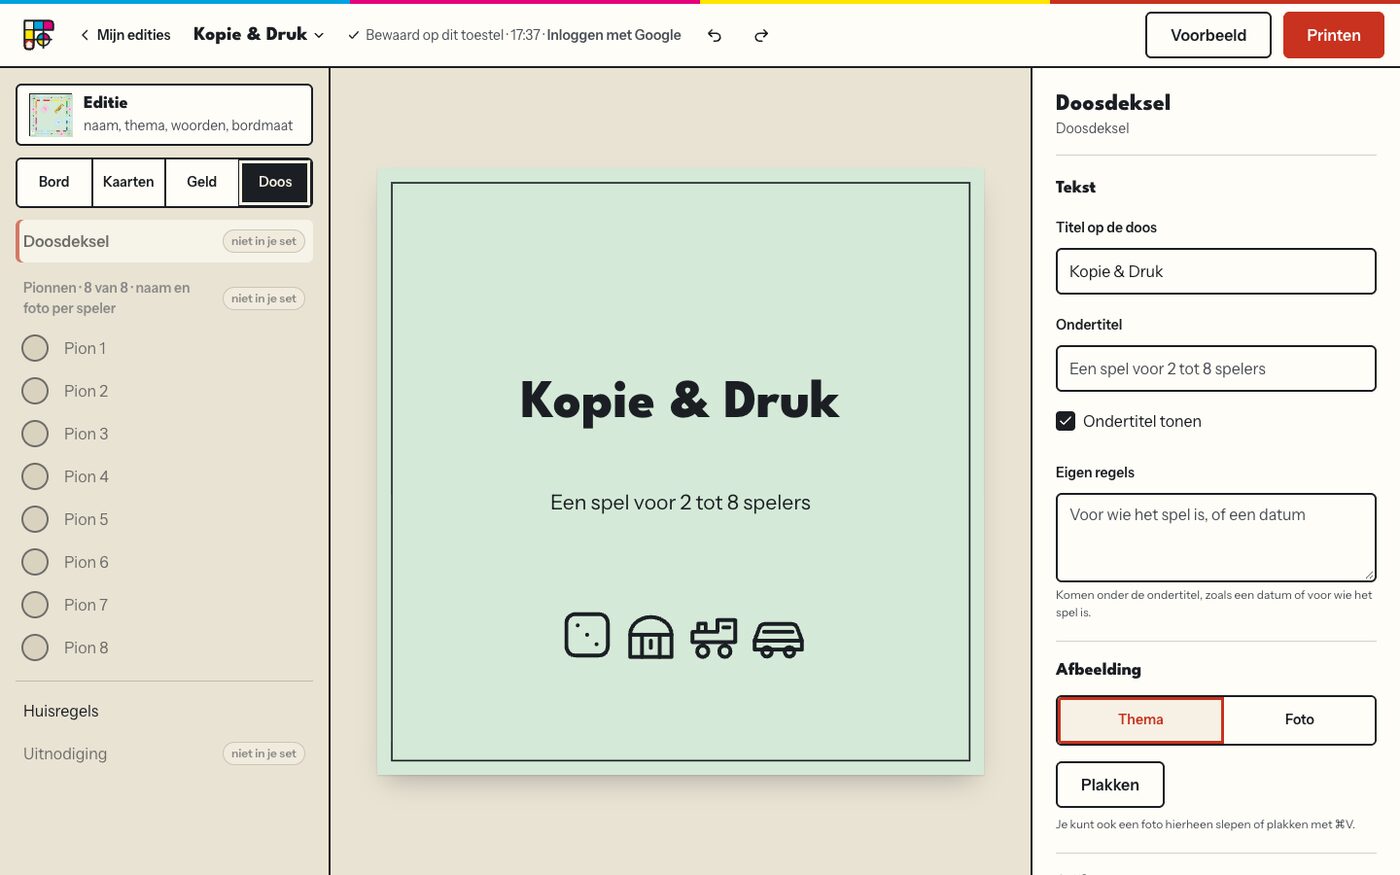 Mijn edities
Kopie & Druk
Bewaard op dit toestel · 17:37 · Inloggen met Google
Voorbeeld
Printen
Editie
naam, thema, woorden, bordmaat
Bord
Kaarten
Geld
Doos
Doosdeksel
niet in je set
Pionnen · 8 van 8 · naam en
foto per speler
niet in je set
Pion 1
Pion 2
Pion 3
Pion 4
Pion 5
Pion 6
Pion 7
Pion 8
Huisregels
Uitnodiging
niet in je set
Kopie & Druk
Een spel voor 2 tot 8 spelers
Doosdeksel
Doosdeksel
Tekst
Titel op de doos
Kopie & Druk
Ondertitel
Een spel voor 2 tot 8 spelers
Ondertitel tonen
Eigen regels
Voor wie het spel is, of een datum
Komen onder de ondertitel, zoals een datum of voor wie het
spel is.
Afbeelding
Thema
Foto
Plakken
Je kunt ook een foto hierheen slepen of plakken met ⌘V.